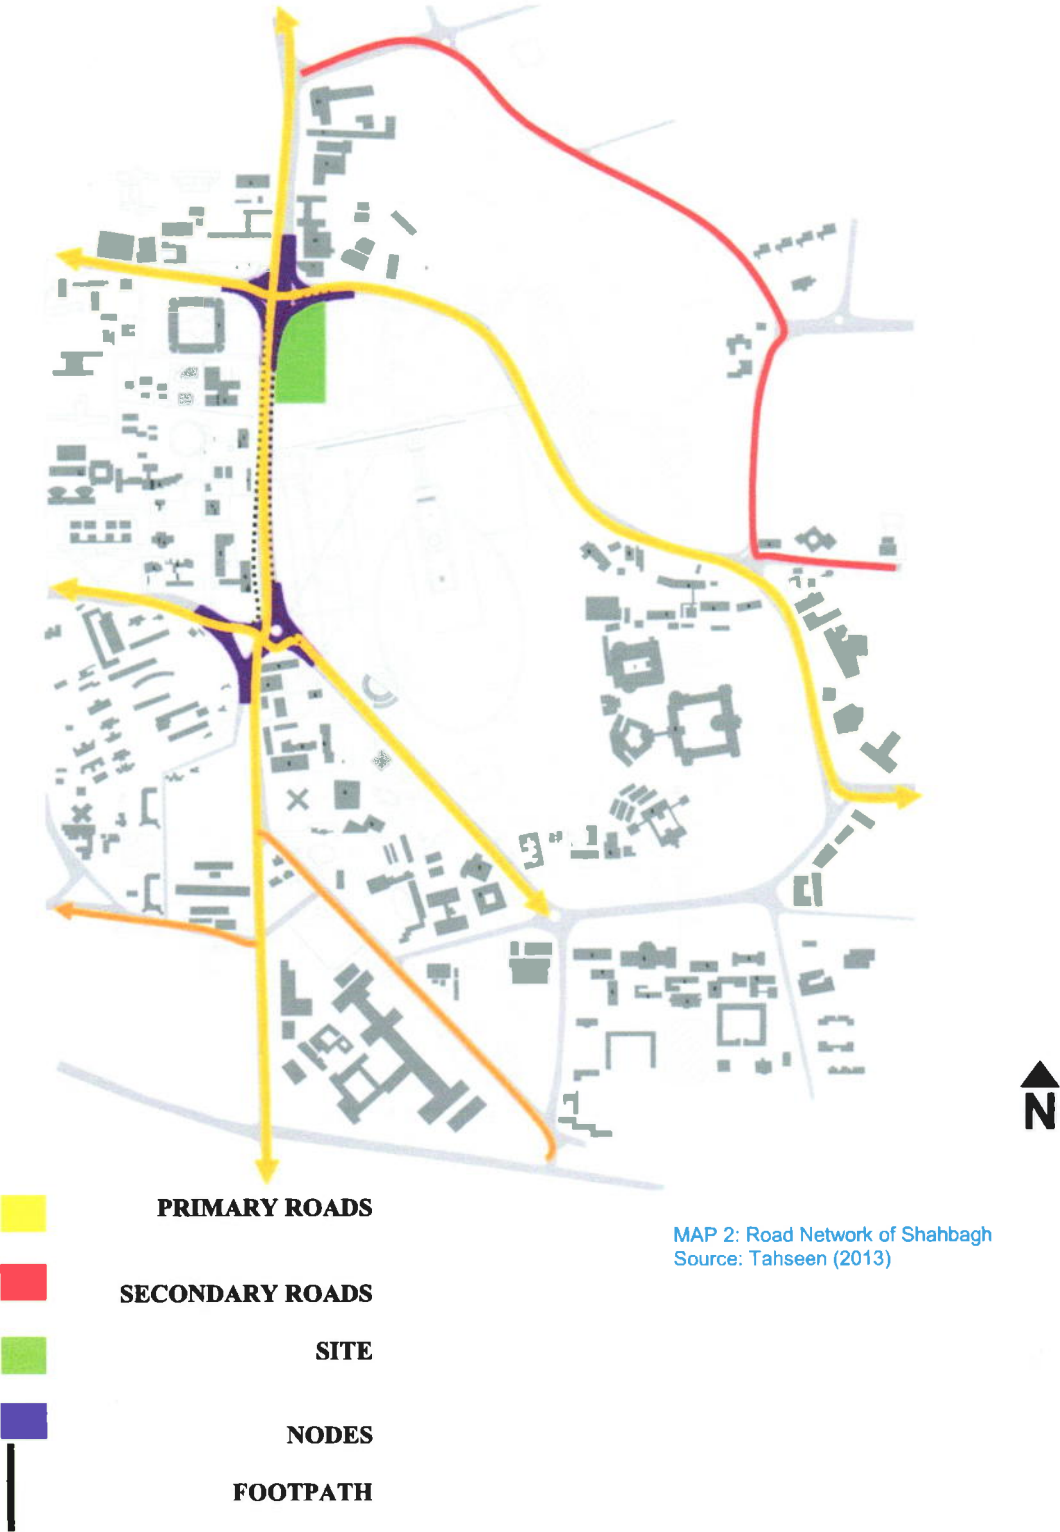 N
PRIMARY ROADS
MAP 2: Road Network of Shahbagh
Source: Tahseen (2013)
SECONDARY ROADS
SITE
NODES
FOOTPATH